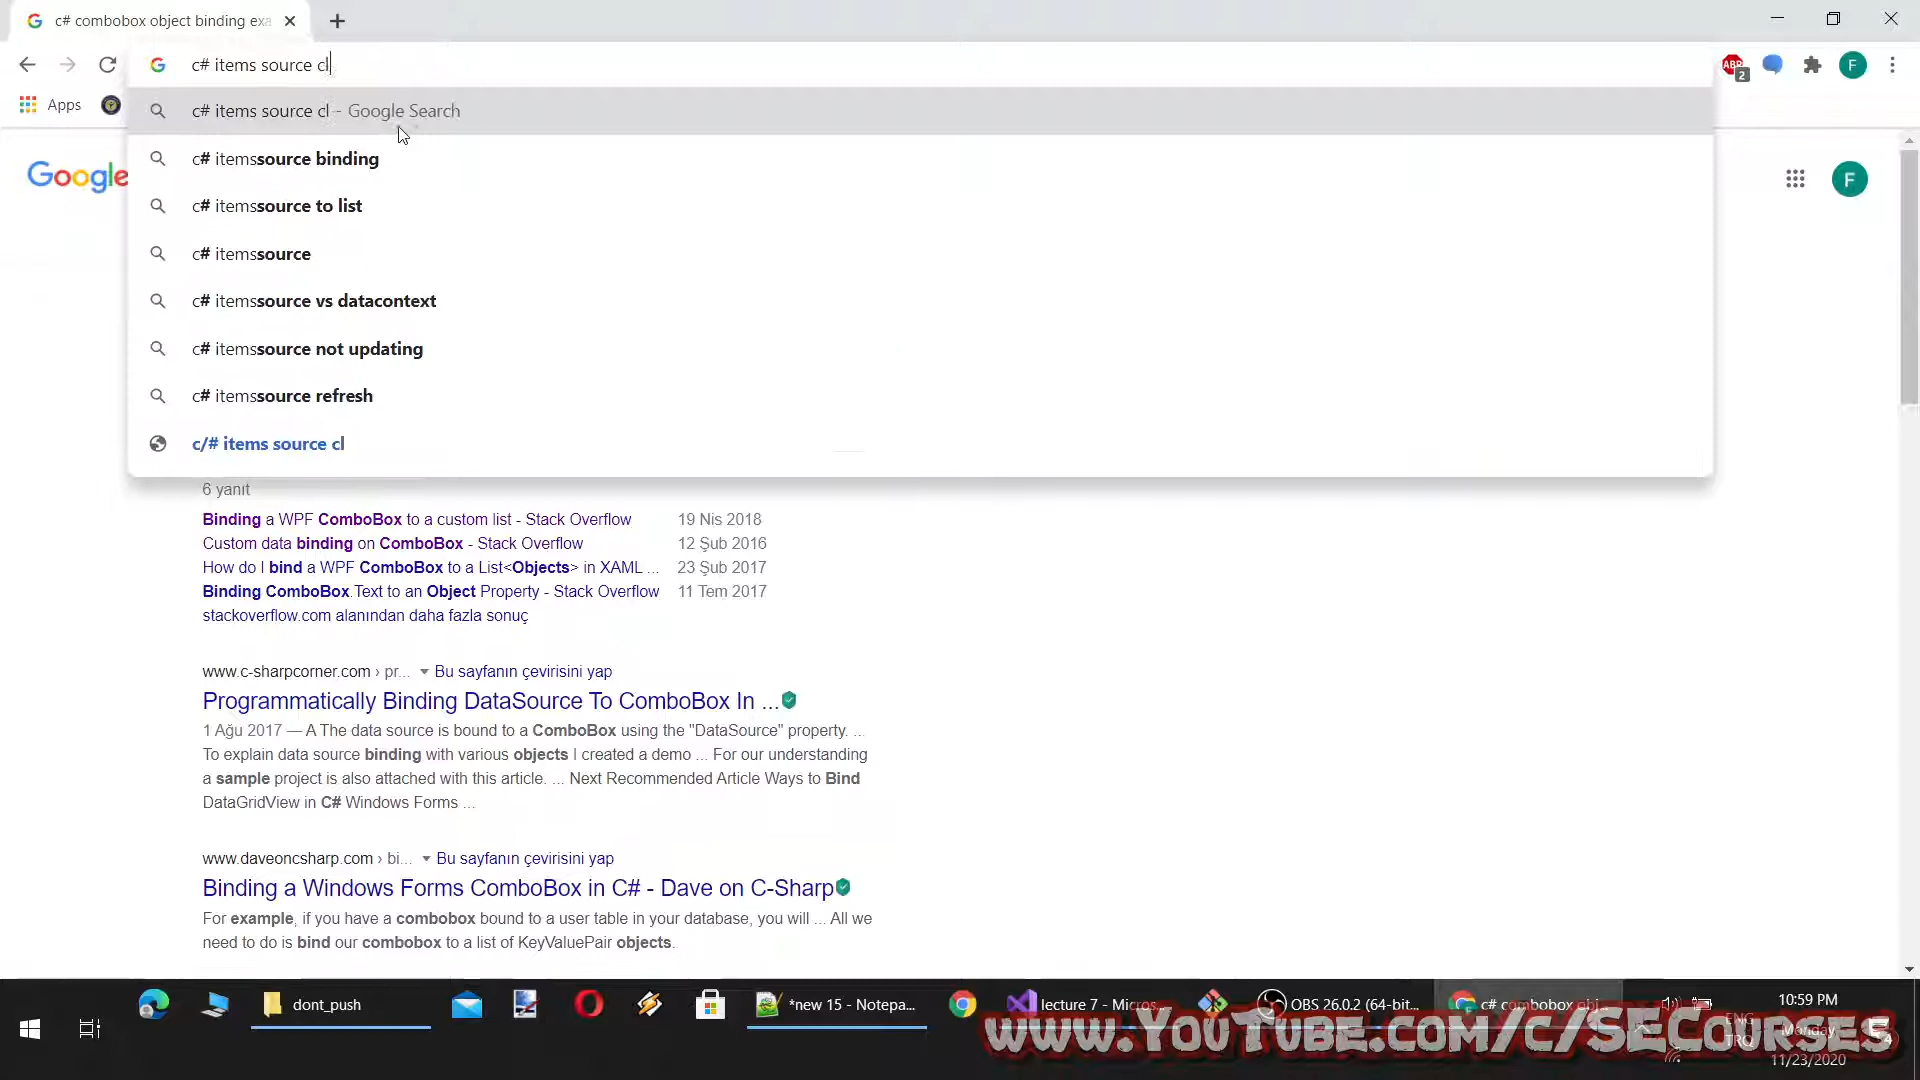 c# combobox object binding exa
c# items source cl
ABP
2
F
Apps
c# items source cl - Google Search
c# itemssource binding
c# itemssource to list
c# itemssource
c# itemssource vs datacontext
c# itemssource not updating
c# itemssource refresh
c/# items source cl
Google
F
6 yanıt
Binding a WPF ComboBox to a custom list - Stack Overflow 19 Nis 2018
Custom data binding on ComboBox - Stack Overflow 12 Şub 2016
How do I bind a WPF ComboBox to a List<Objects> in XAML ... 23 Şub 2017
Binding ComboBox.Text to an Object Property - Stack Overflow 11 Tem 2017
stackoverflow.com alanından daha fazla sonuç
www.c-sharpcorner.com › pr... Bu sayfanın çevirisini yap
Programmatically Binding DataSource To ComboBox In ...
1 Ağu 2017 — A The data source is bound to a ComboBox using the "DataSource" property. ...
To explain data source binding with various objects I created a demo ... For our understanding
a sample project is also attached with this article. ... Next Recommended Article Ways to Bind
DataGridView in C# Windows Forms ...
www.daveoncsharp.com › bi... Bu sayfanın çevirisini yap
Binding a Windows Forms ComboBox in C# - Dave on C-Sharp
For example, if you have a combobox bound to a user table in your database, you will ... All we
need to do is bind our combobox to a list of KeyValuePair objects.
dont_push
*new 15 - Notepa...
lecture 7 - Micros...
OBS 26.0.2 (64-bit...
c# combobox obj...
10:59 PM
ENG
Monday
TRQ
11/23/2020
4
www.YouTube.com/c/SECourses